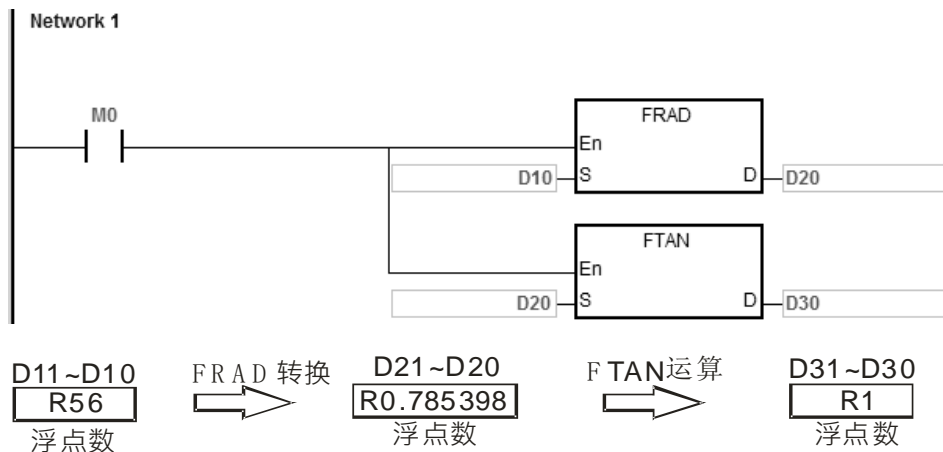 Network 1
M0
FRAD
En
D10 S D D20
FTAN
En
D20 S D D30
D11~D10 FRAD 转换 D21~D20 FTAN运算 D31~D30
R56 R0.785398 R1
浮点数 浮点数 浮点数